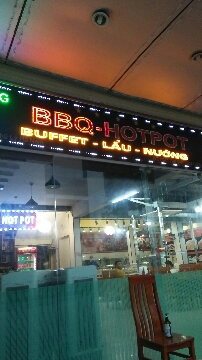 G
BBQ-HOTPOT
BUFFET - LẨU - NƯỚNG
HOT POT